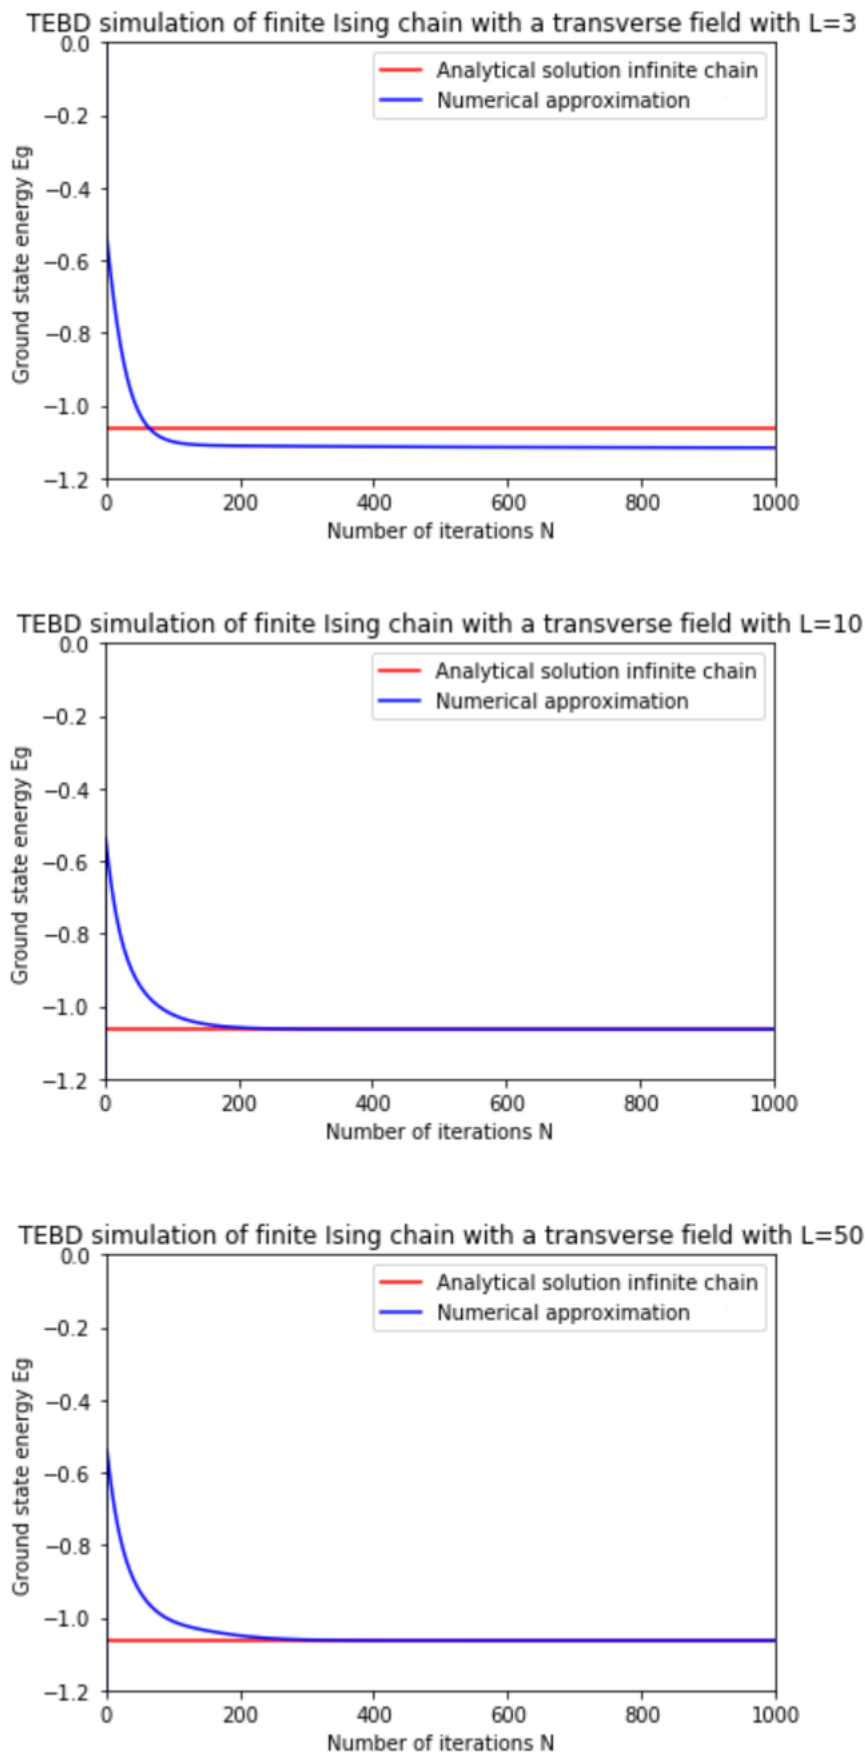 TEBD simulation of finite Ising chain with a transverse field with L=3
0.0
−0.2
−0.4
−0.6
−0.8
−1.0
−1.2
Ground state energy Eg
Analytical solution infinite chain
Numerical approximation
0 200 400 600 800 1000
Number of iterations N
TEBD simulation of finite Ising chain with a transverse field with L=10
0.0
−0.2
−0.4
−0.6
−0.8
−1.0
−1.2
Ground state energy Eg
Analytical solution infinite chain
Numerical approximation
0 200 400 600 800 1000
Number of iterations N
TEBD simulation of finite Ising chain with a transverse field with L=50
0.0
−0.2
−0.4
−0.6
−0.8
−1.0
−1.2
Ground state energy Eg
Analytical solution infinite chain
Numerical approximation
0 200 400 600 800 1000
Number of iterations N